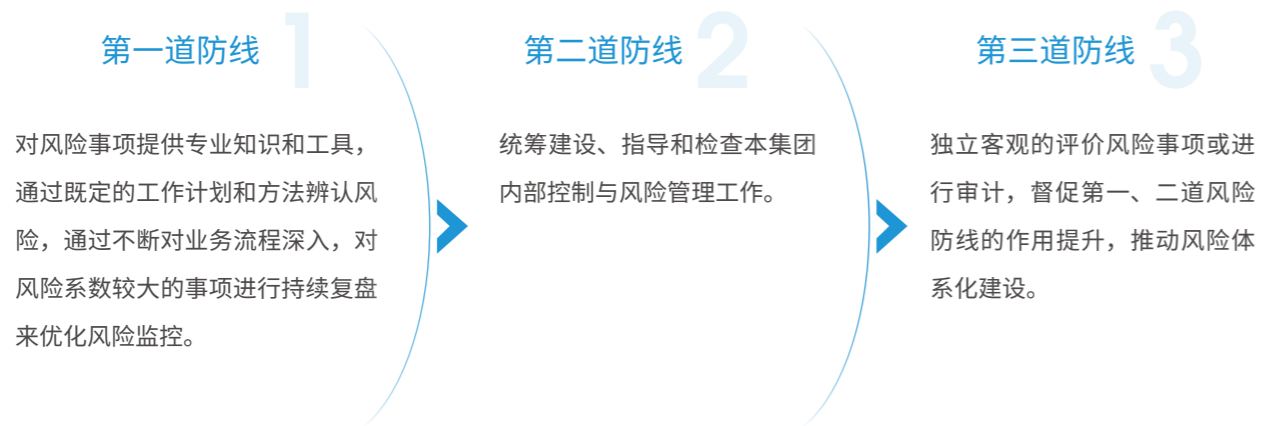 第一道防线 1
对风险事项提供专业知识和工具，
通过既定的工作计划和方法辨认风
险，通过不断对业务流程深入，对
风险系数较大的事项进行持续复盘
来优化风险监控。
第二道防线 2
统筹建设、指导和检查本集团
内部控制与风险管理工作。
第三道防线 3
独立客观的评价风险事项或进
行审计，督促第一、二道风险
防线的作用提升，推动风险体
系化建设。